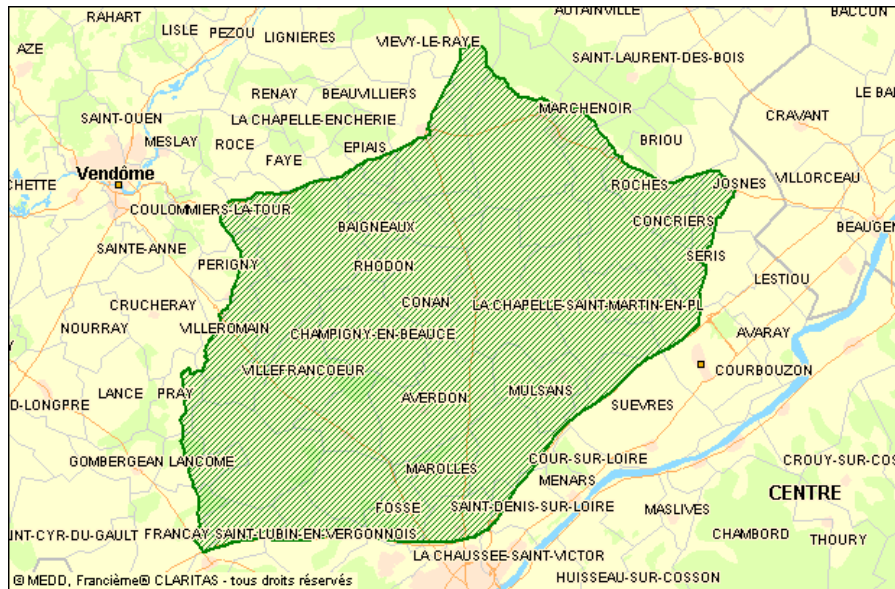 AUTAINVILLE
BACCUN
RAHART
LISLE
PEZOU
LIGNIERES
VIEVY-LE-RAYE
AZE
SAINT-LAURENT-DES-BOIS
RENAY
BEAUVILLIERS
LE BA
MARCHENOIR
CRAVANT
SAINT-OUEN
LA CHAPELLE-ENCHERIE
MESLAY
ROCE
EPIAIS
BRIOU
FAYE
Vendôme
CHETTE
ROCHES
JOSNES
VILLORCEAU
COULOMMIERS-LA-TOUR
BAIGNEAUX
CONCRIERS
BEAUGEN
SAINTE-ANNE
SERIS
PERIGNY
RHODON
LESTIOU
CRUCHERAY
CONAN
LA CHAPELLE-SAINT-MARTIN-EN-PL
NOURRAY
VILLEROMAIN
CHAMPIGNY-EN-BEAUCE
AVARAY
VILLEFRANCOEUR
COURBOUZON
LANCE
PRAY
AVERDON
MULSANS
D-LONGPRE
SUEVRES
GOMBERGEAN
LANCOME
MAROLLES
COUR-SUR-LOIRE
CROUY-SUR-COS
MENARS
CENTRE
FOSSE
SAINT-DENIS-SUR-LOIRE
MASLIVES
NT-CYR-DU-GAULT
FRANCAY
SAINT-LUBIN-EN-VERGONNOIS
CHAMBORD
THOURY
LA CHAUSSEE-SAINT-VICTOR
HUISSEAU-SUR-COSSON
© MEDD, Francième® CLARITAS - tous droits réservés